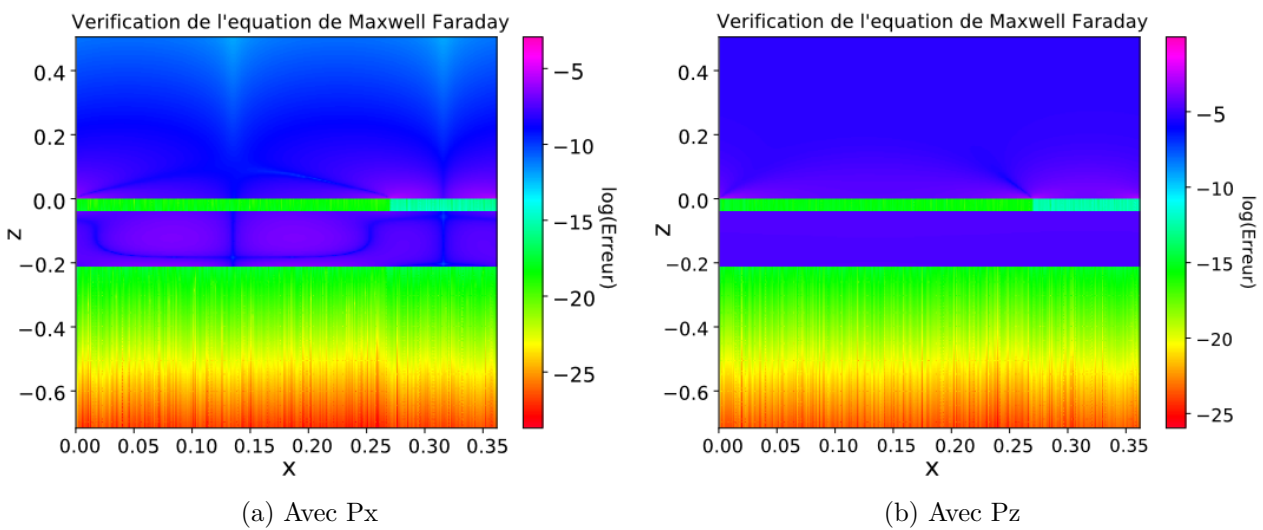 Verification de l'equation de Maxwell Faraday
0.4
0.2
0.0
−0.2
−0.4
−0.6
z
0.00 0.05 0.10 0.15 0.20 0.25 0.30 0.35
x
−5
−10
−15
−20
−25
log(Erreur)
(a) Avec Px
Verification de l'equation de Maxwell Faraday
0.4
0.2
0.0
−0.2
−0.4
−0.6
z
0.00 0.05 0.10 0.15 0.20 0.25 0.30 0.35
x
−5
−10
−15
−20
−25
log(Erreur)
(b) Avec Pz